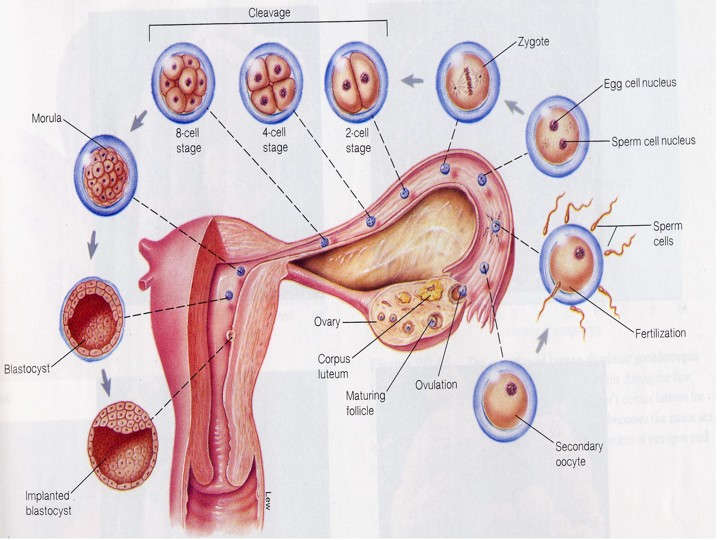 Cleavage
Zygote
Egg cell nucleus
Sperm cell nucleus
Morula
8-cell
stage
4-cell
stage
2-cell
stage
Sperm
cells
Fertilization
Ovary
Corpus
luteum
Maturing
follicle
Ovulation
Blastocyst
Secondary
oocyte
Implanted
blastocyst
Lew